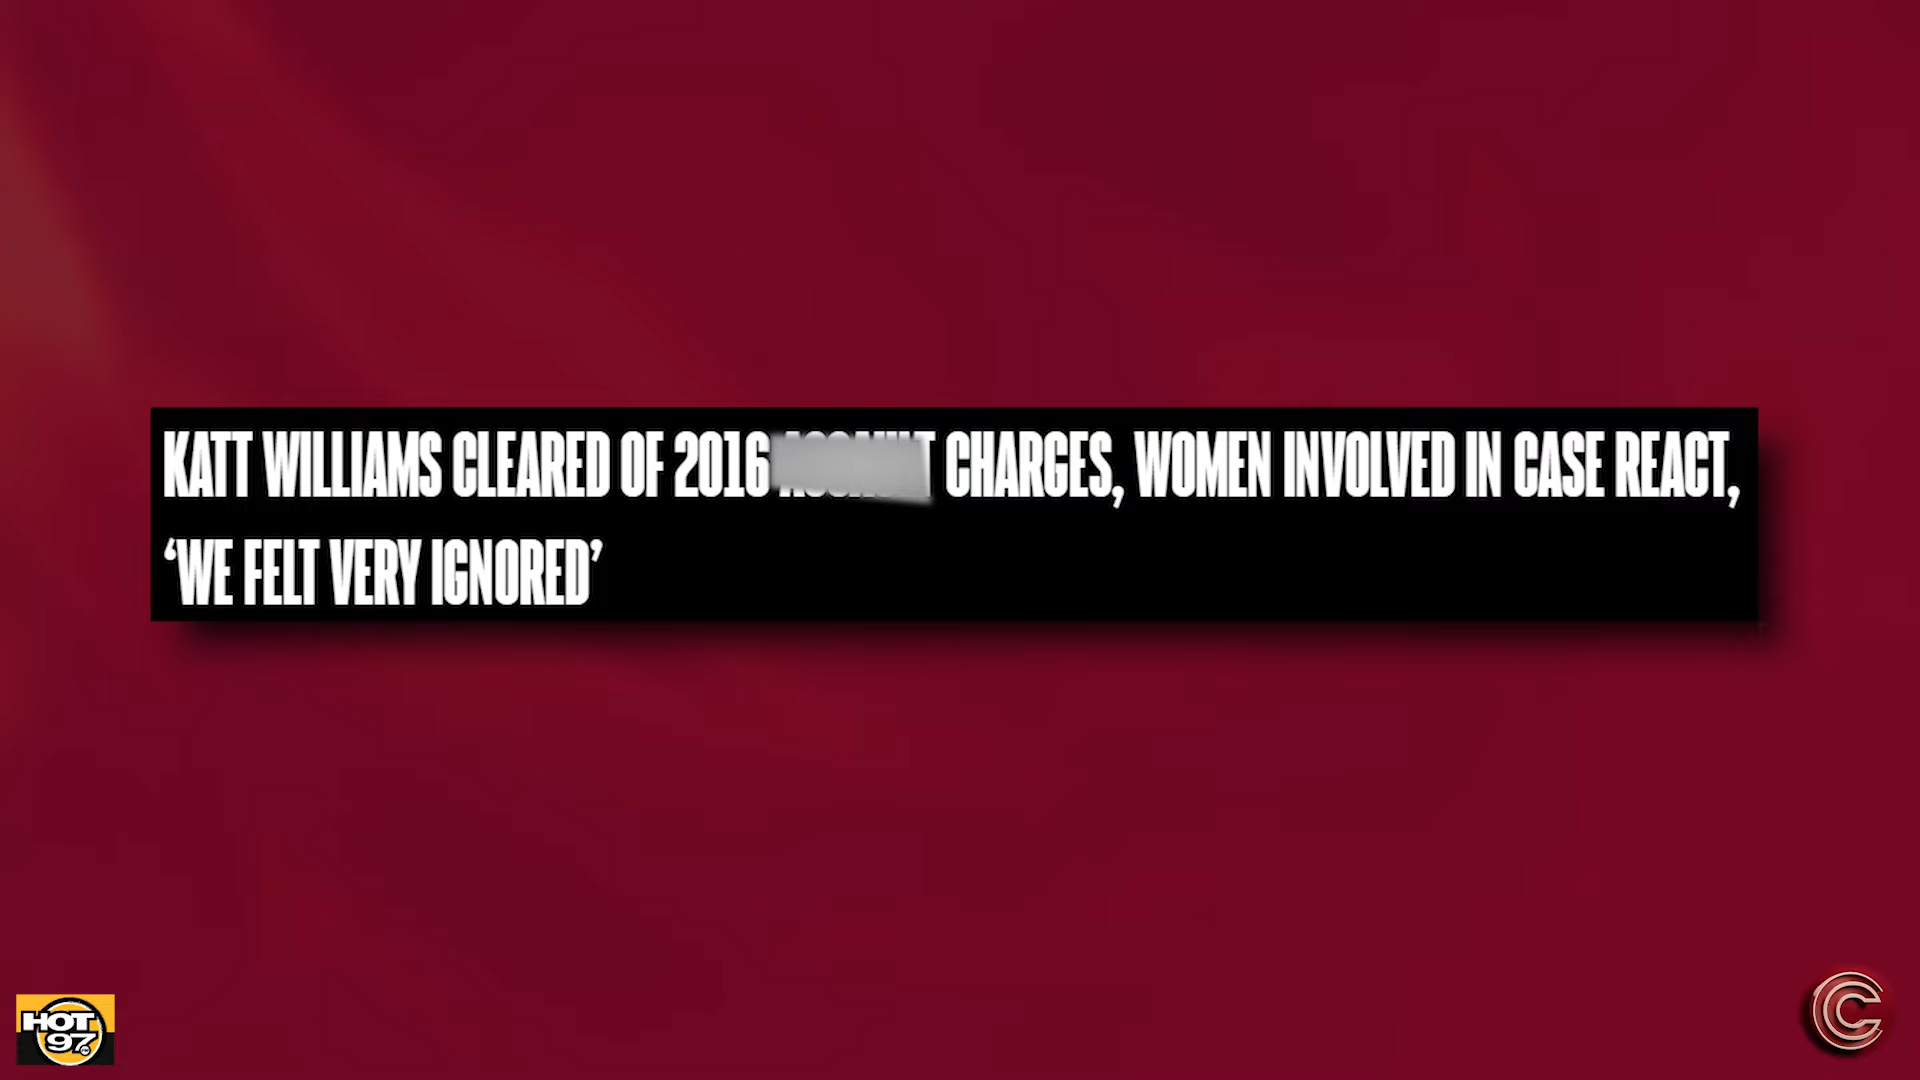 KATT WILLIAMS CLEARED OF 2016 CHARGES, WOMEN INVOLVED IN CASE REACT,
‘WE FELT VERY IGNORED’
HOT
97